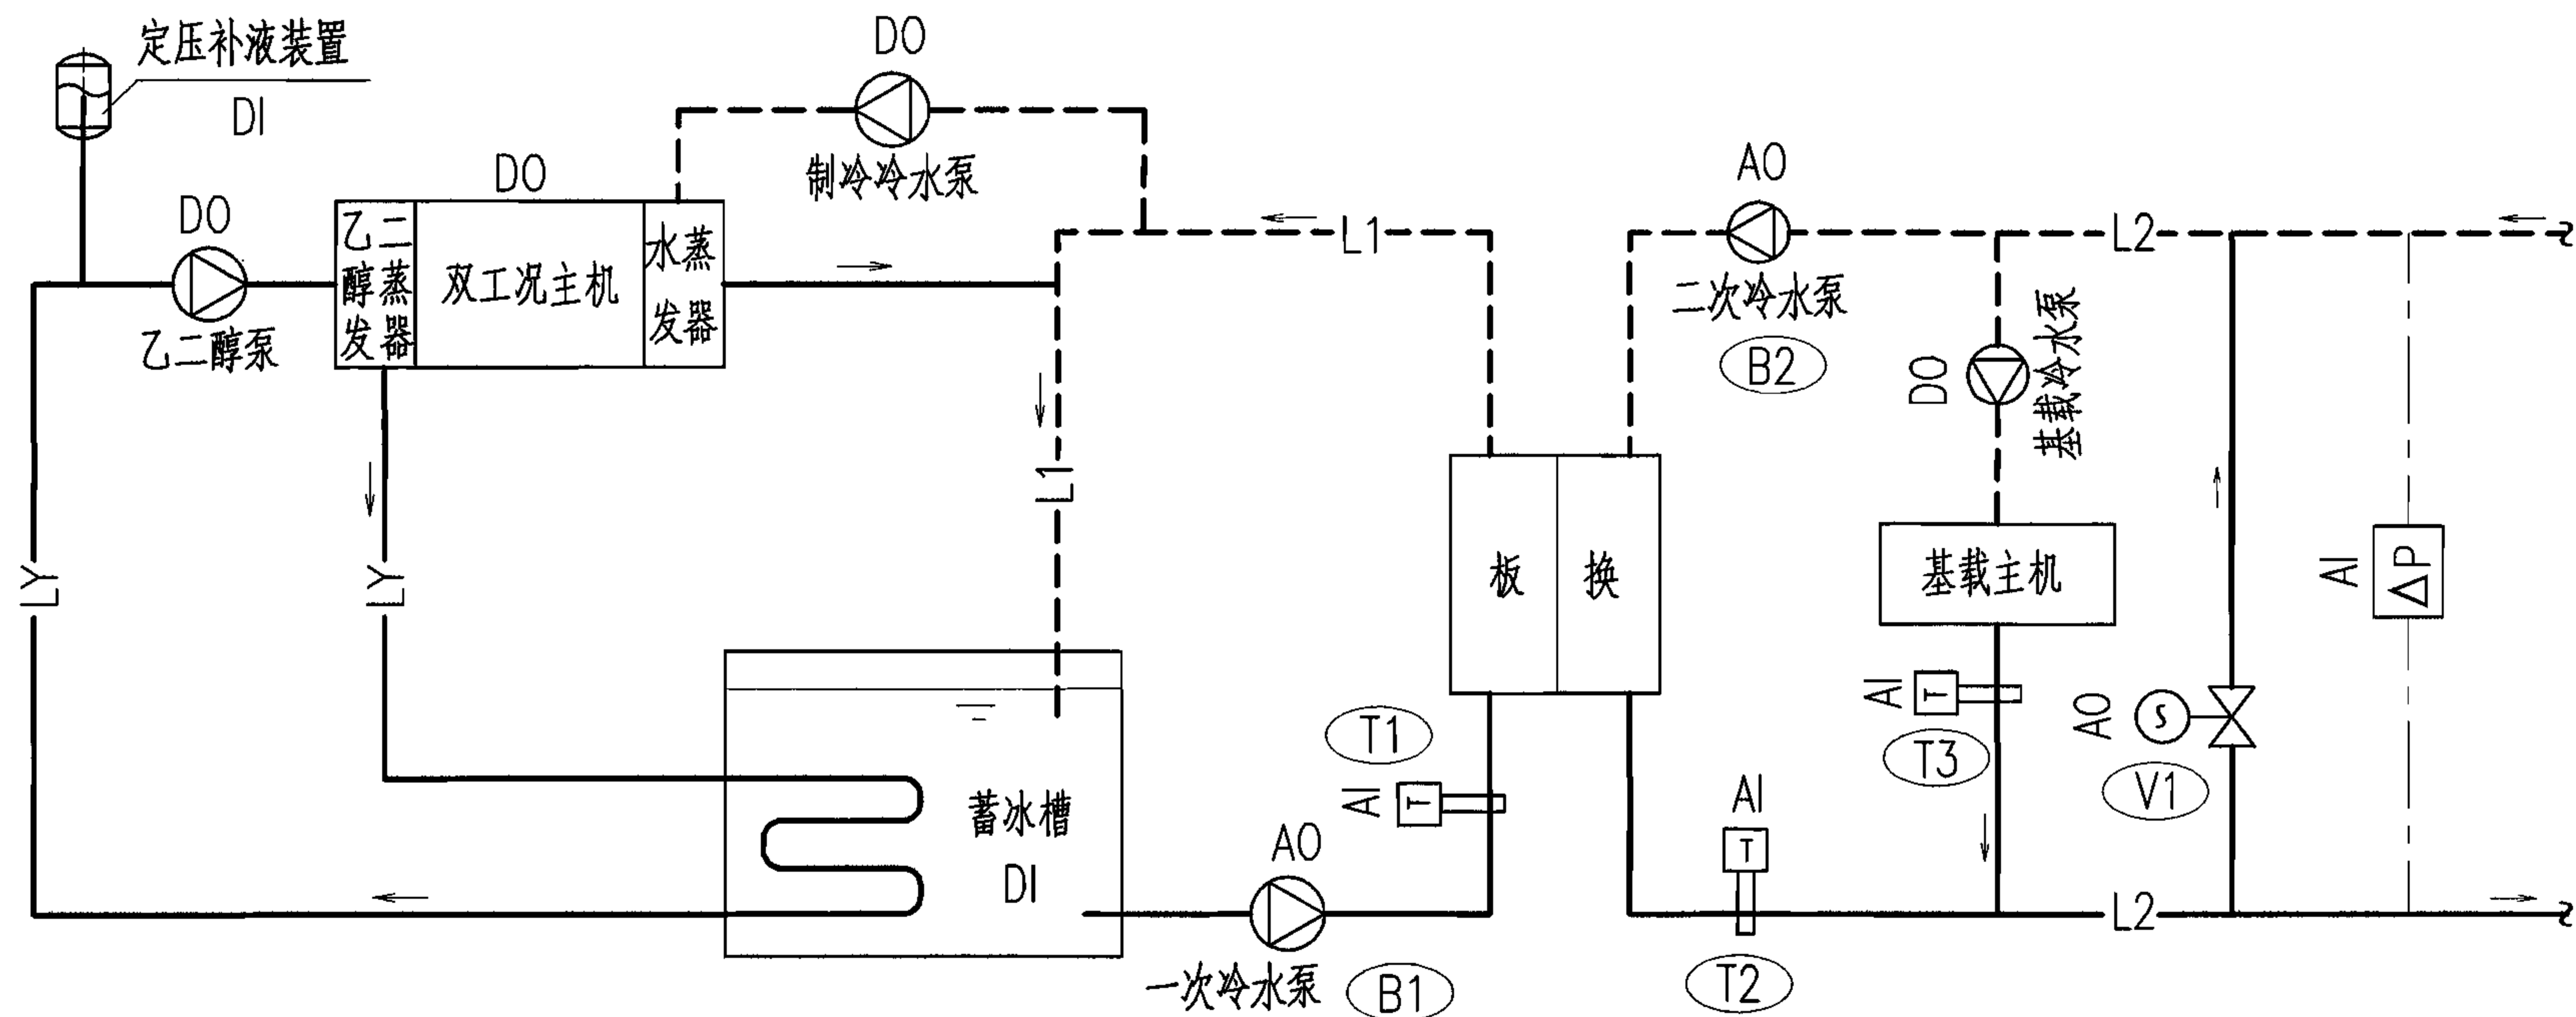 定压补液装置
DI
DO
制冷冷水泵
DO
乙二醇泵
DO
乙二醇蒸发器
双工况主机
水蒸发器
L1
L1
LY
LY
蓄冰槽
DI
AO
一次冷水泵
B1
T1
AI
T
板换
AO
二次冷水泵
B2
L2
DO
基载冷水泵
基载主机
AI
T
T3
AI
T
T2
L2
AO
S
V1
AI
ΔP